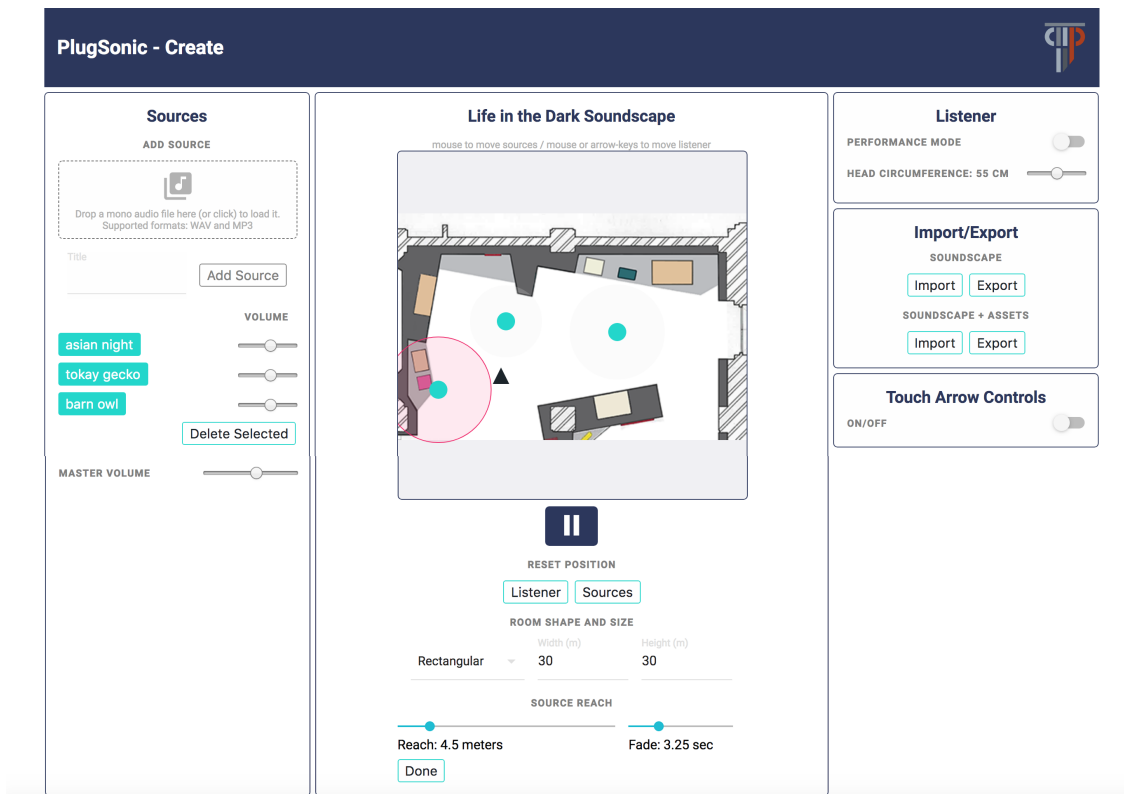 PlugSonic - Create
Sources
ADD SOURCE
Drop a mono audio file here (or click) to load it.
Supported formats: WAV and MP3
Title
Add Source
VOLUME
asian night
tokay gecko
barn owl
Delete Selected
MASTER VOLUME
Life in the Dark Soundscape
mouse to move sources / mouse or arrow-keys to move listener
RESET POSITION
Listener
Sources
ROOM SHAPE AND SIZE
Width (m)
Height (m)
Rectangular
30
30
SOURCE REACH
Reach: 4.5 meters
Fade: 3.25 sec
Done
Listener
PERFORMANCE MODE
HEAD CIRCUMFERENCE: 55 CM
Import/Export
SOUNDSCAPE
Import
Export
SOUNDSCAPE + ASSETS
Import
Export
Touch Arrow Controls
ON/OFF